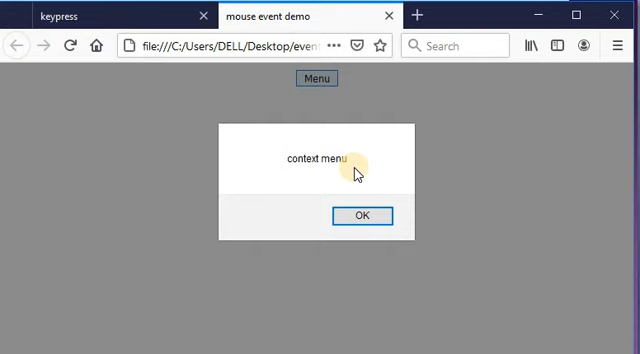 keypress
mouse event demo
file:///C:/Users/DELL/Desktop/even
Search
Menu
context menu
OK